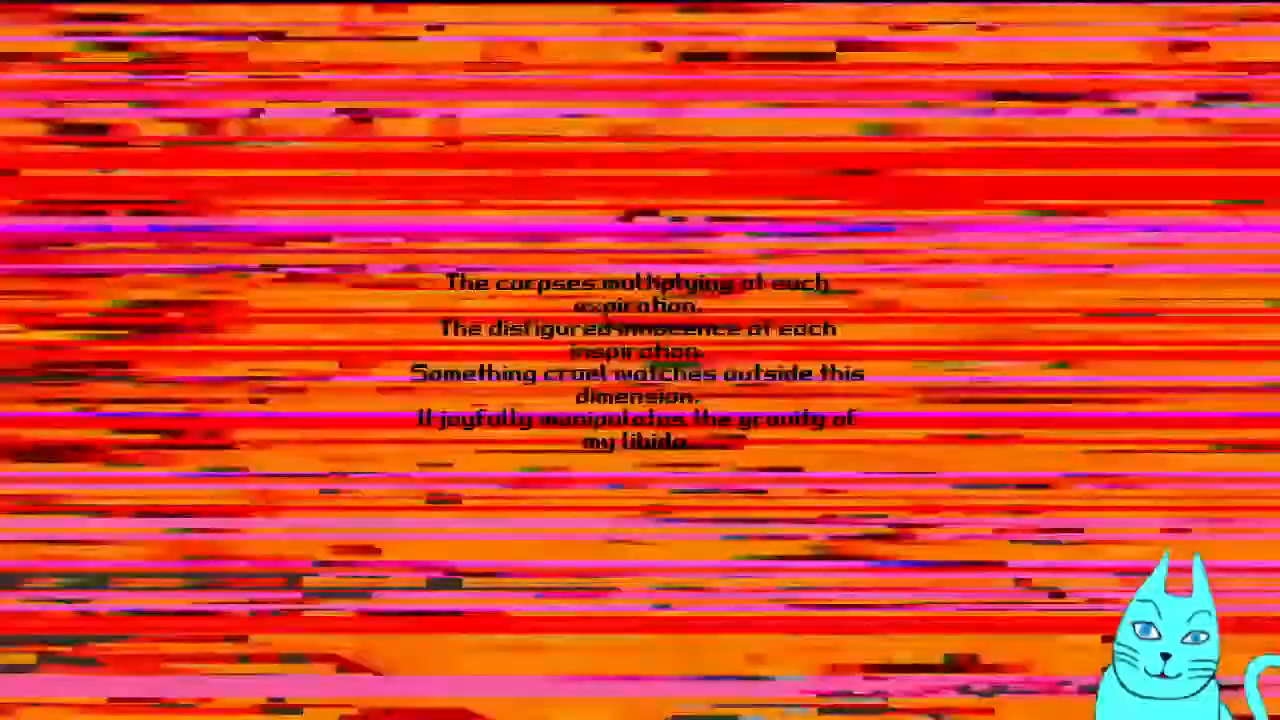 The corpses multiplying at each
expiration.
The disfigured innocence at each
inspiration.
Something cruel watches outside this
dimension.
It joyfully manipulates the gravity of
my libido.